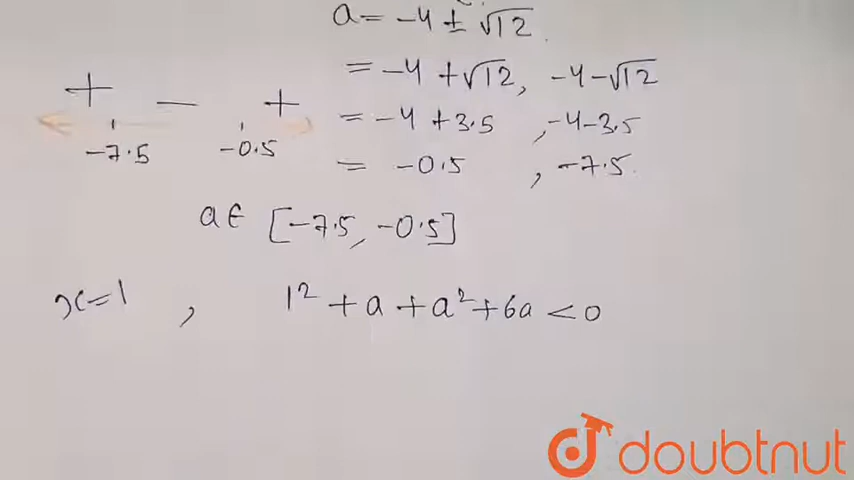 a = -4 ± √12
= -4 + √12, -4 - √12
+ - +
= -4 + 3.5 , -4 - 3.5
-7.5 -0.5
= -0.5 , -7.5
a ∈ [-7.5, -0.5]
x = 1 , 1² + a + a² + 6a < 0
doubtnut